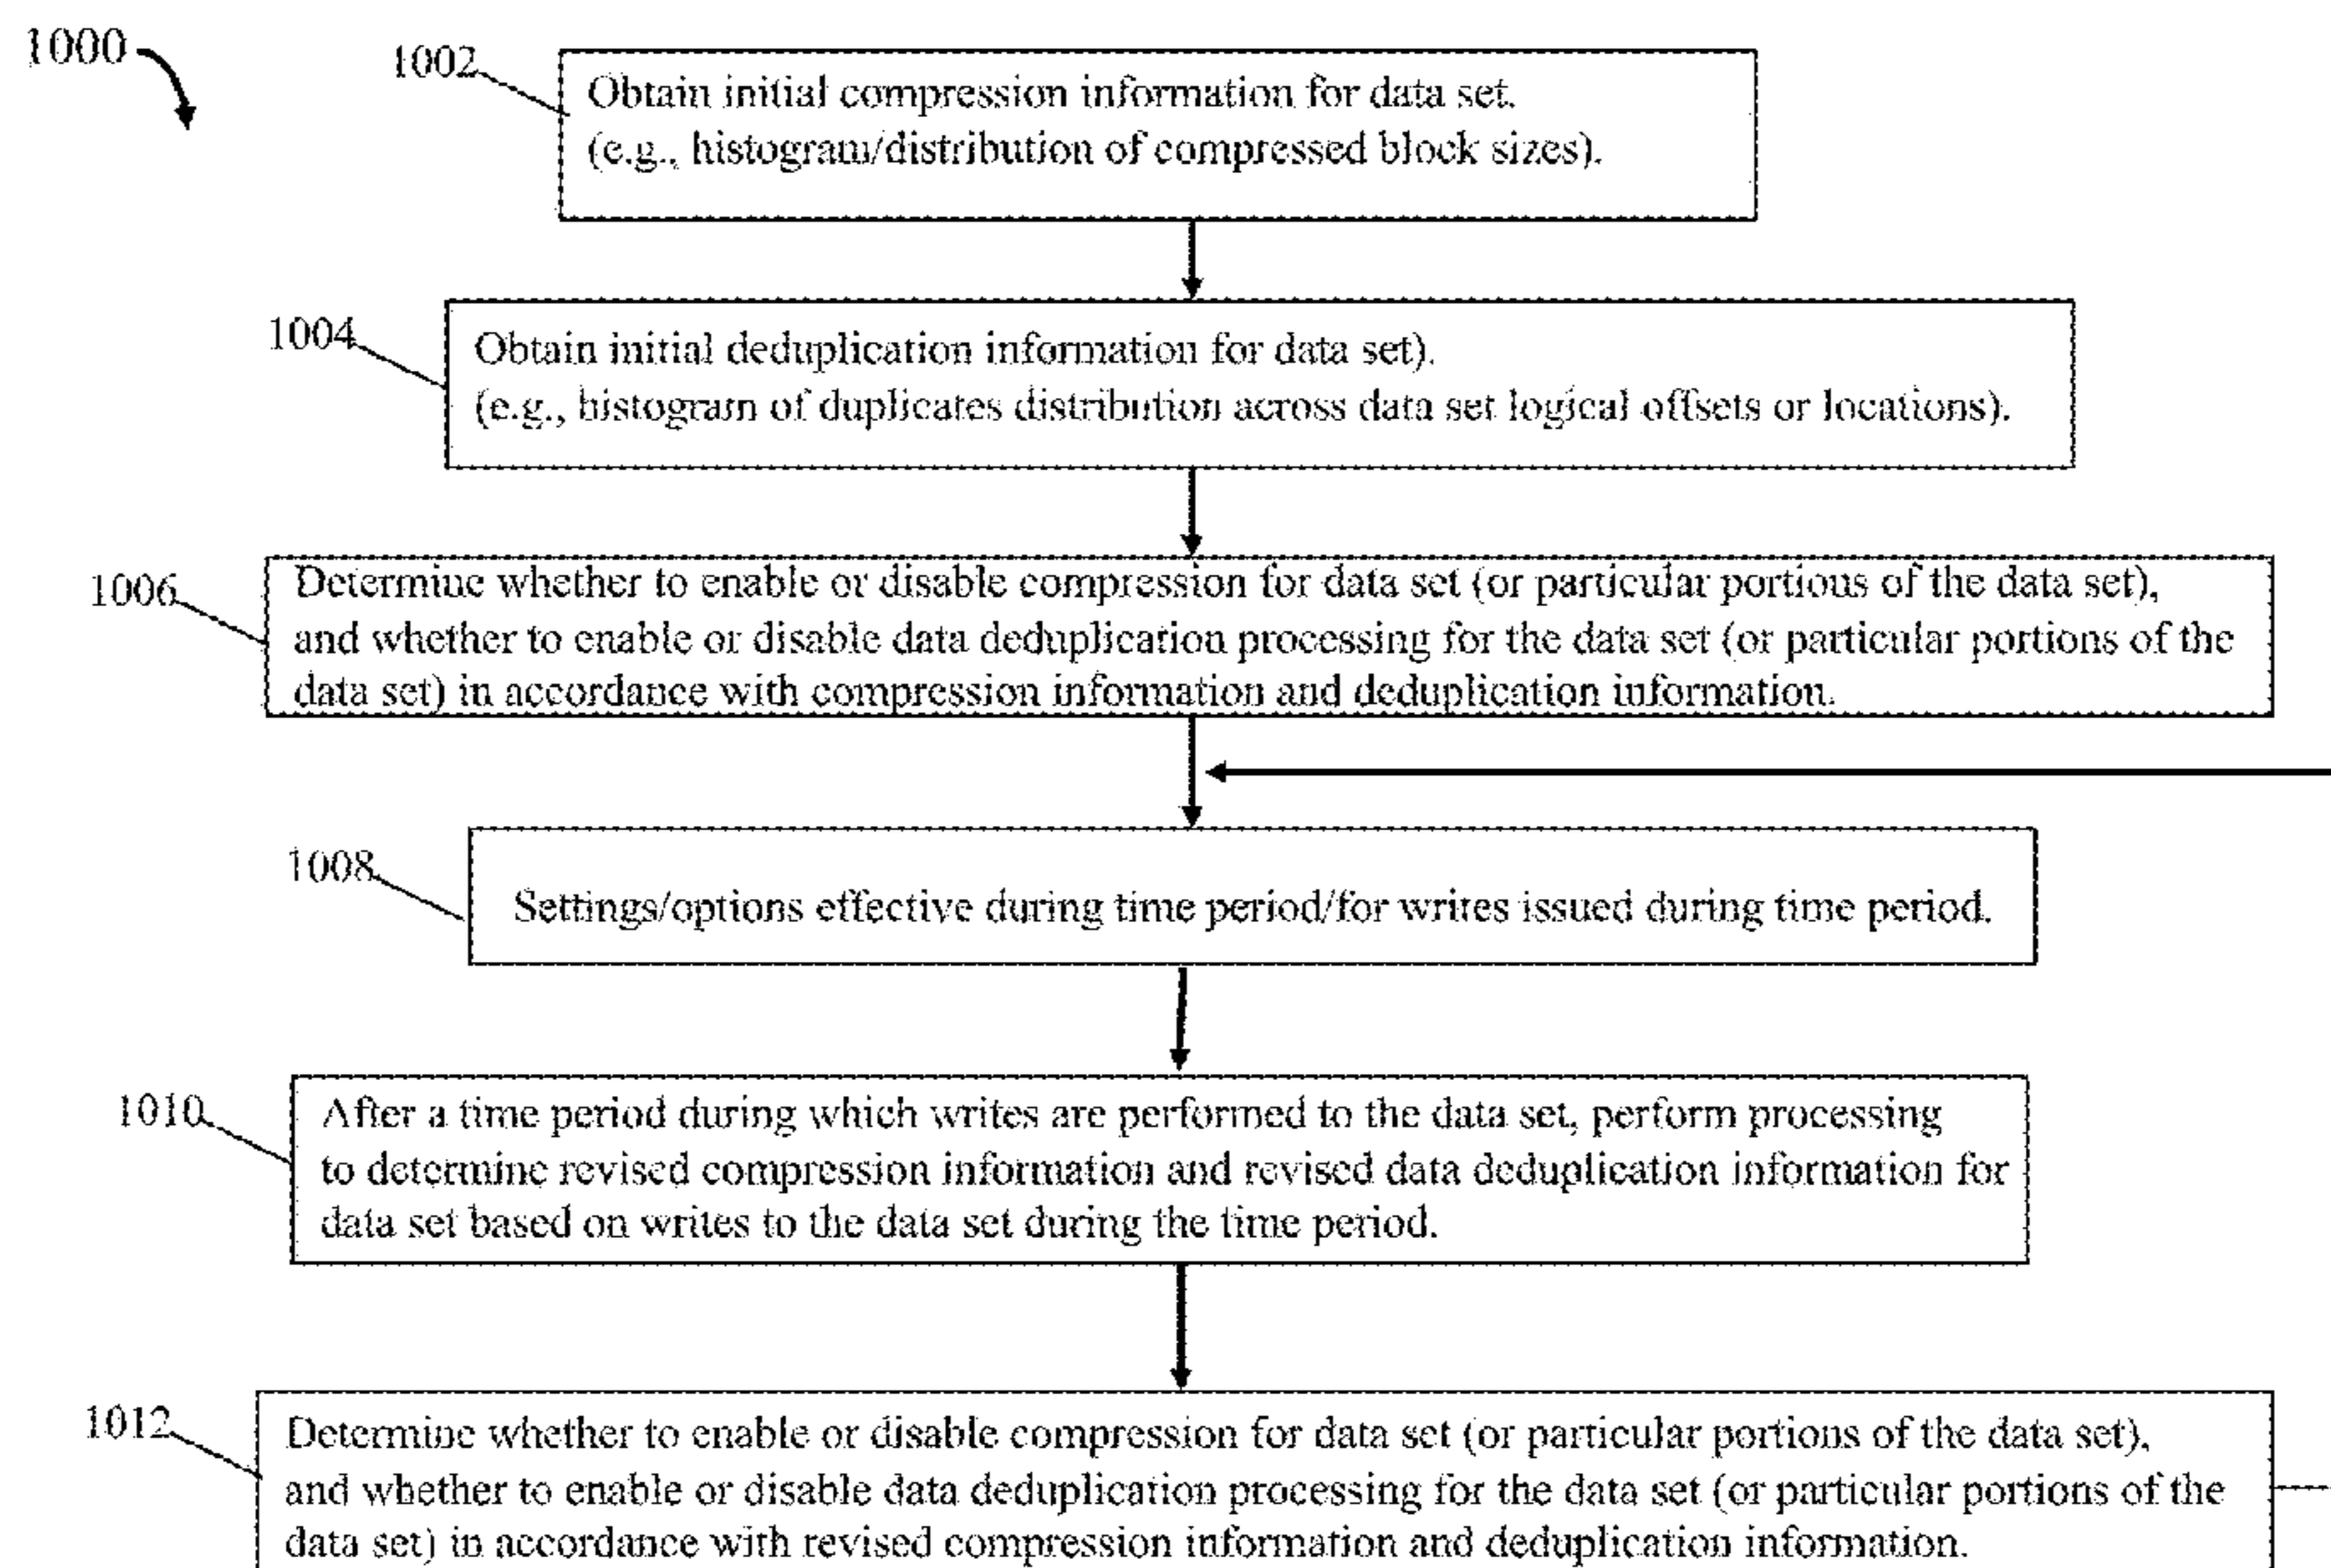 1000
1002
Obtain initial compression information for data set.
(e.g., histogram/distribution of compressed block sizes).
1004
Obtain initial deduplication information for data set).
(e.g., histogram of duplicates distribution across data set logical offsets or locations).
1006
Determine whether to enable or disable compression for data set (or particular portions of the data set),
and whether to enable or disable data deduplication processing for the data set (or particular portions of the
data set) in accordance with compression information and deduplication information.
1008
Settings/options effective during time period/for writes issued during time period.
1010
After a time period during which writes are performed to the data set, perform processing
to determine revised compression information and revised data deduplication information for
data set based on writes to the data set during the time period.
1012
Determine whether to enable or disable compression for data set (or particular portions of the data set),
and whether to enable or disable data deduplication processing for the data set (or particular portions of the
data set) in accordance with revised compression information and deduplication information.